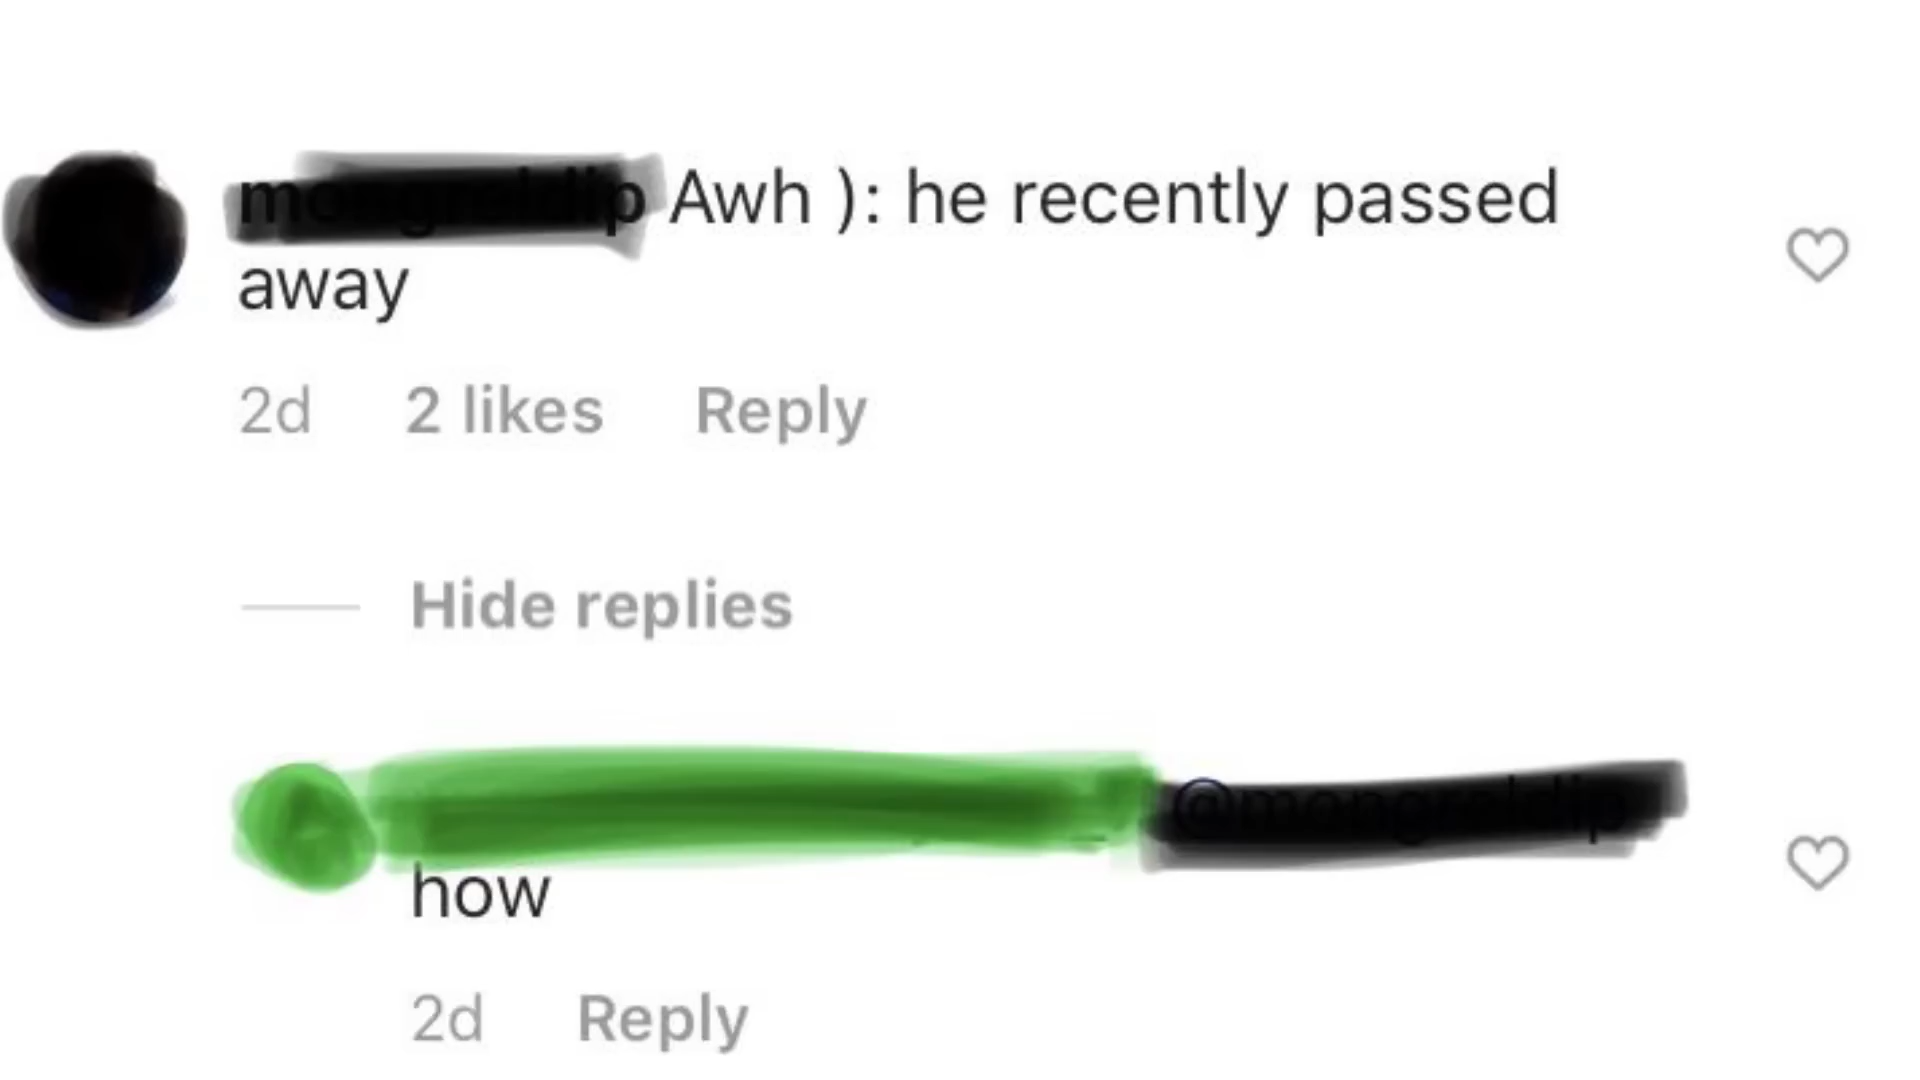 Awh ): he recently passed
away
2d 2 likes Reply
Hide replies
how
2d Reply